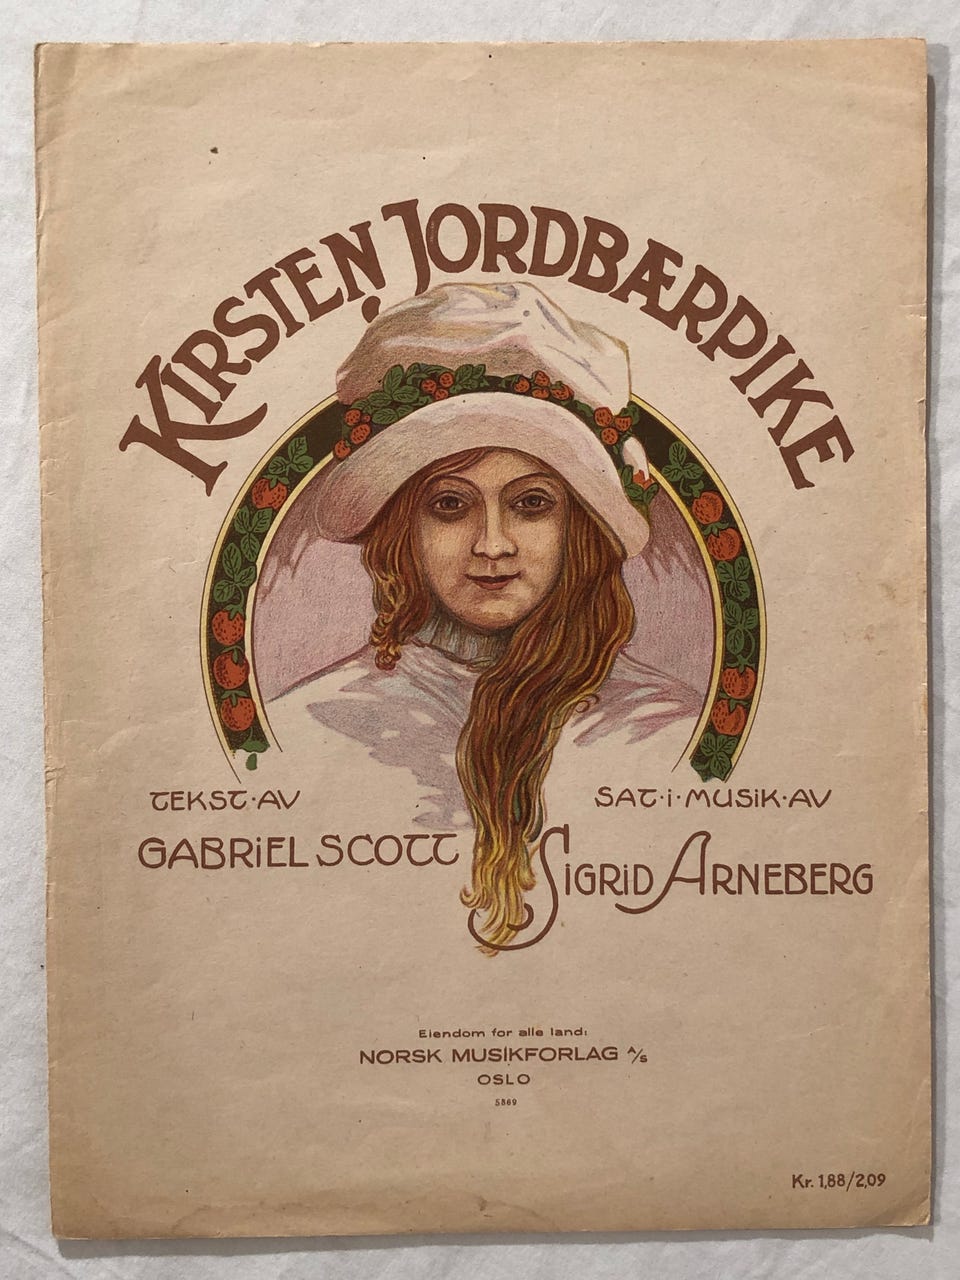 KIRSTEN JORDBÆRPIKE
TEKST·AV
GABRIEL SCOTT
SAT·I·MUSIK·AV
SIGRID ARNEBERG
Eiendom for alle land:
NORSK MUSIKFORLAG A/S
OSLO
5869
Kr. 1,88/2,09